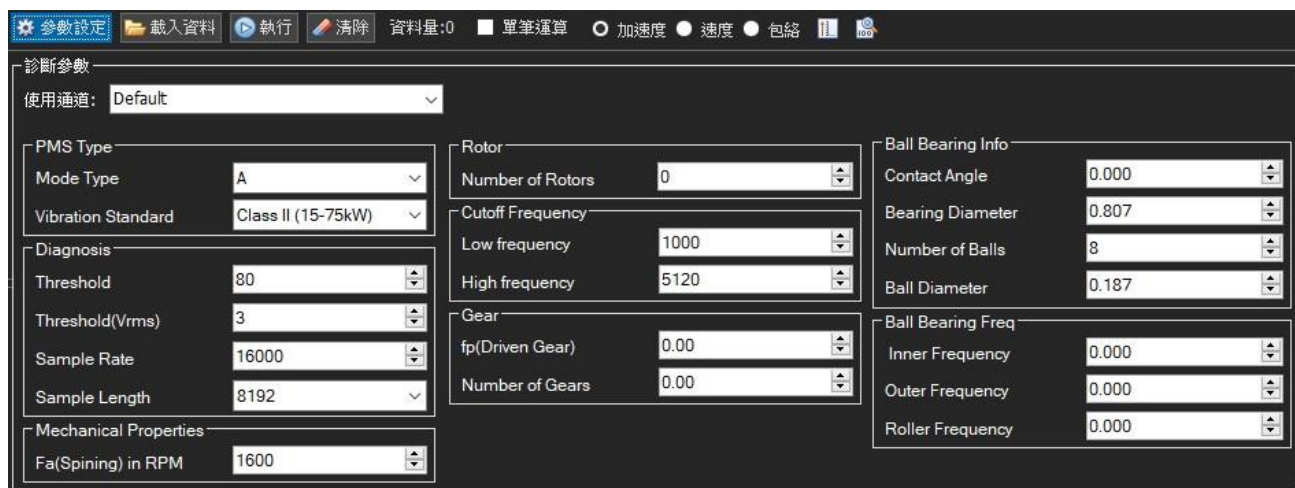 參數設定 載入資料 執行 清除 資料量:0 單筆運算 加速度 速度 包絡
診斷參數
使用通道: Default
PMS Type
Mode Type A
Vibration Standard Class II (15-75kW)
Diagnosis
Threshold 80
Threshold(Vrms) 3
Sample Rate 16000
Sample Length 8192
Mechanical Properties
Fa(Spining) in RPM 1600
Rotor
Number of Rotors 0
Cutoff Frequency
Low frequency 1000
High frequency 5120
Gear
fp(Driven Gear) 0.00
Number of Gears 0.00
Ball Bearing Info
Contact Angle 0.000
Bearing Diameter 0.807
Number of Balls 8
Ball Diameter 0.187
Ball Bearing Freq
Inner Frequency 0.000
Outer Frequency 0.000
Roller Frequency 0.000